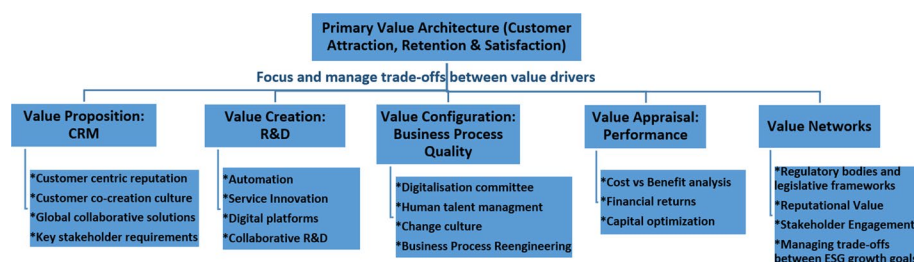 Primary Value Architecture (Customer
Attraction, Retention & Satisfaction)
Focus and manage trade-offs between value drivers
Value Proposition:
CRM
*Customer centric reputation
*Customer co-creation culture
*Global collaborative solutions
*Key stakeholder requirements
Value Creation:
R&D
*Automation
*Service Innovation
*Digital platforms
*Collaborative R&D
Value Configuration:
Business Process
Quality
*Digitalisation committee
*Human talent managment
*Change culture
*Business Process Reengineering
Value Appraisal:
Performance
*Cost vs Benefit analysis
*Financial returns
*Capital optimization
Value Networks
*Regulatory bodies and
legislative frameworks
*Reputational Value
*Stakeholder Engagement
*Managing trade-offs
between ESG growth goals